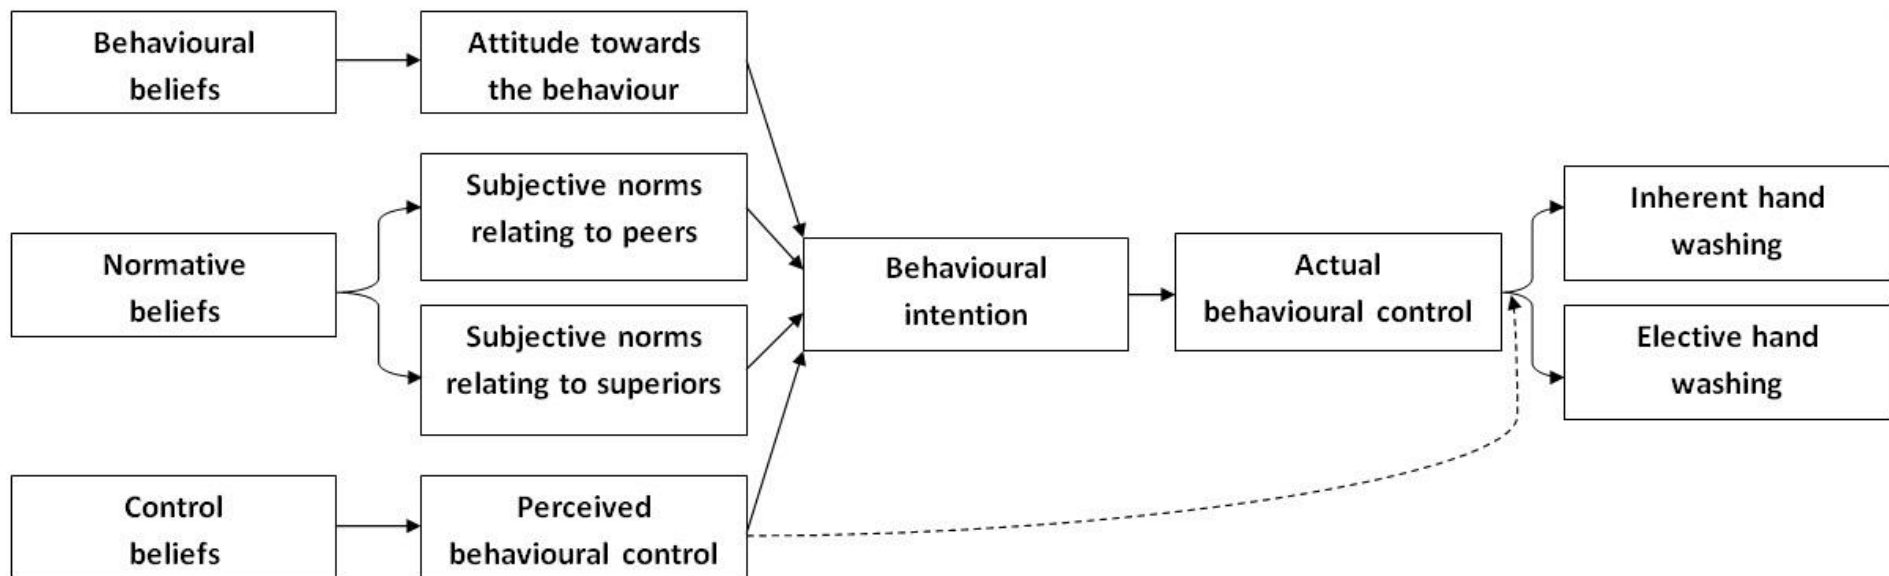 Behavioural
beliefs
Attitude towards
the behaviour
Subjective norms
relating to peers
Normative
beliefs
Subjective norms
relating to superiors
Control
beliefs
Perceived
behavioural control
Behavioural
intention
Actual
behavioural control
Inherent hand
washing
Elective hand
washing